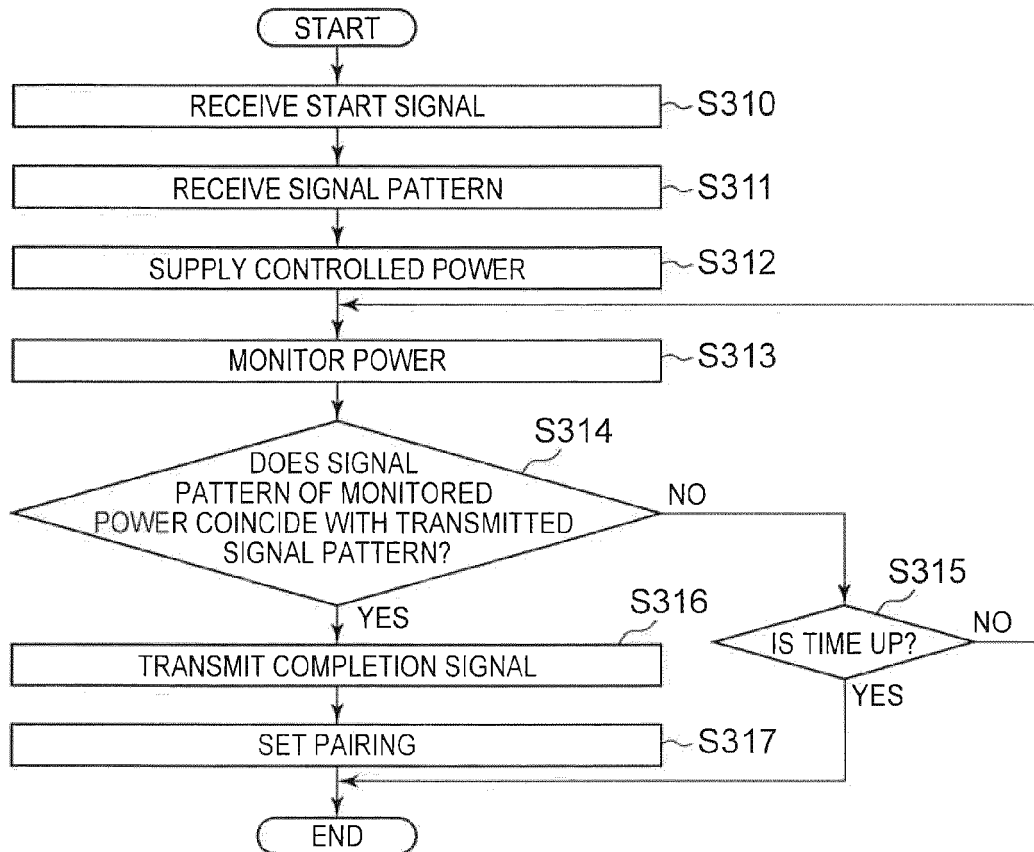 START
RECEIVE START SIGNAL
S310
RECEIVE SIGNAL PATTERN
S311
SUPPLY CONTROLLED POWER
S312
MONITOR POWER
S313
S314
DOES SIGNAL
PATTERN OF MONITORED
POWER COINCIDE WITH TRANSMITTED
SIGNAL PATTERN?
NO
YES
S315
IS TIME UP?
NO
YES
S316
TRANSMIT COMPLETION SIGNAL
SET PAIRING
S317
END